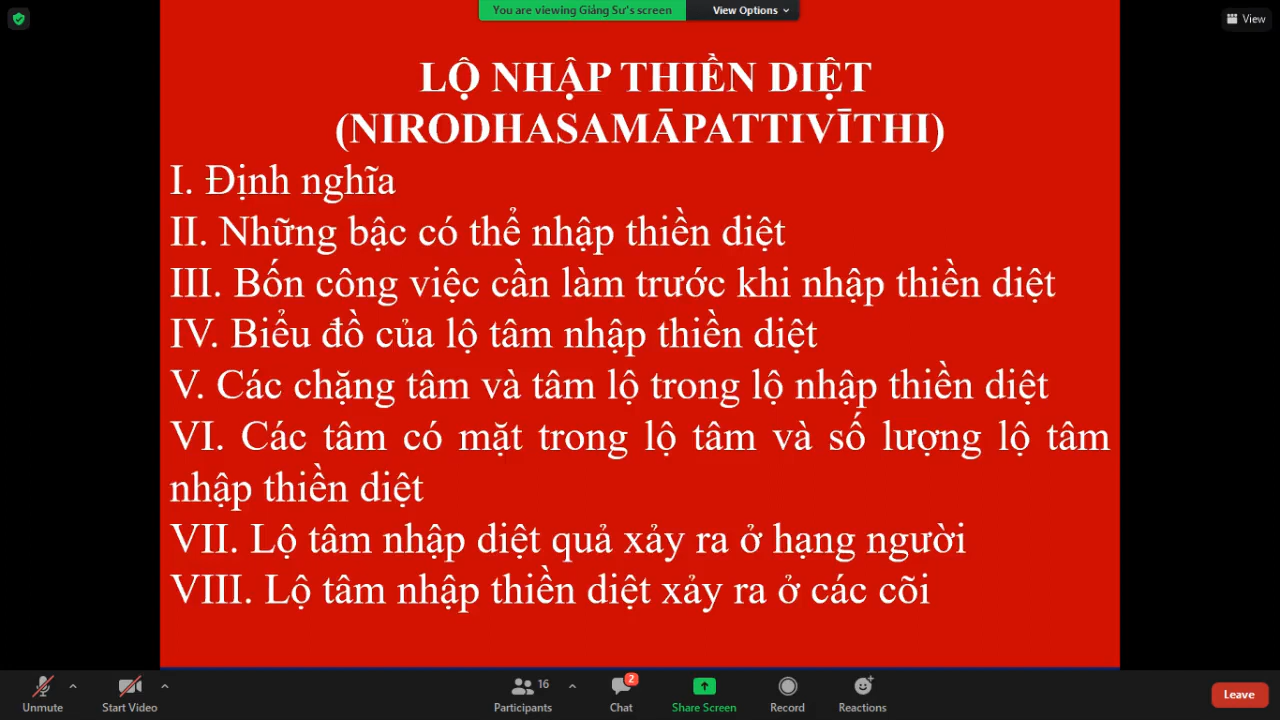 You are viewing Giảng Sư's screen
View Options
View
LỘ NHẬP THIỀN DIỆT
(NIRODHASAMĀPATTIVĪTHI)
I. Định nghĩa
II. Những bậc có thể nhập thiền diệt
III. Bốn công việc cần làm trước khi nhập thiền diệt
IV. Biểu đồ của lộ tâm nhập thiền diệt
V. Các chặng tâm và tâm lộ trong lộ nhập thiền diệt
VI. Các tâm có mặt trong lộ tâm và số lượng lộ tâm
nhập thiền diệt
VII. Lộ tâm nhập diệt quả xảy ra ở hạng người
VIII. Lộ tâm nhập thiền diệt xảy ra ở các cõi
16
2
Unmute
Start Video
Participants
Chat
Share Screen
Record
Reactions
Leave